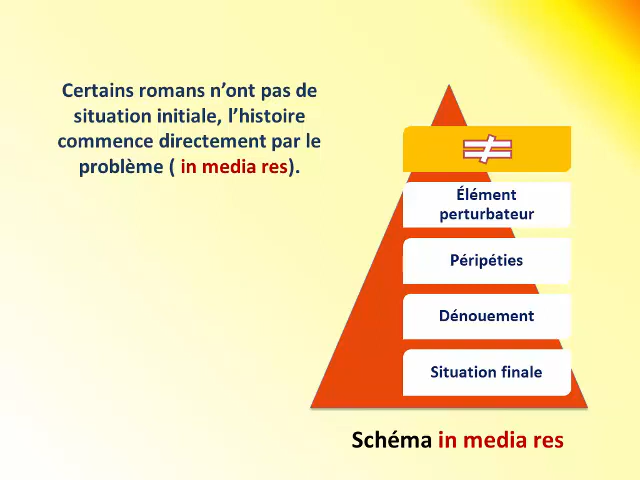 Certains romans n’ont pas de
situation initiale, l’histoire
commence directement par le
problème ( in media res).
≠
Élément
perturbateur
Péripéties
Dénouement
Situation finale
Schéma in media res